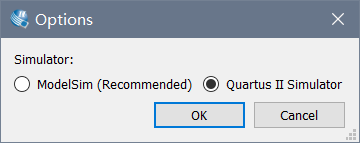 Options
Simulator:
ModelSim (Recommended) Quartus II Simulator
OK Cancel